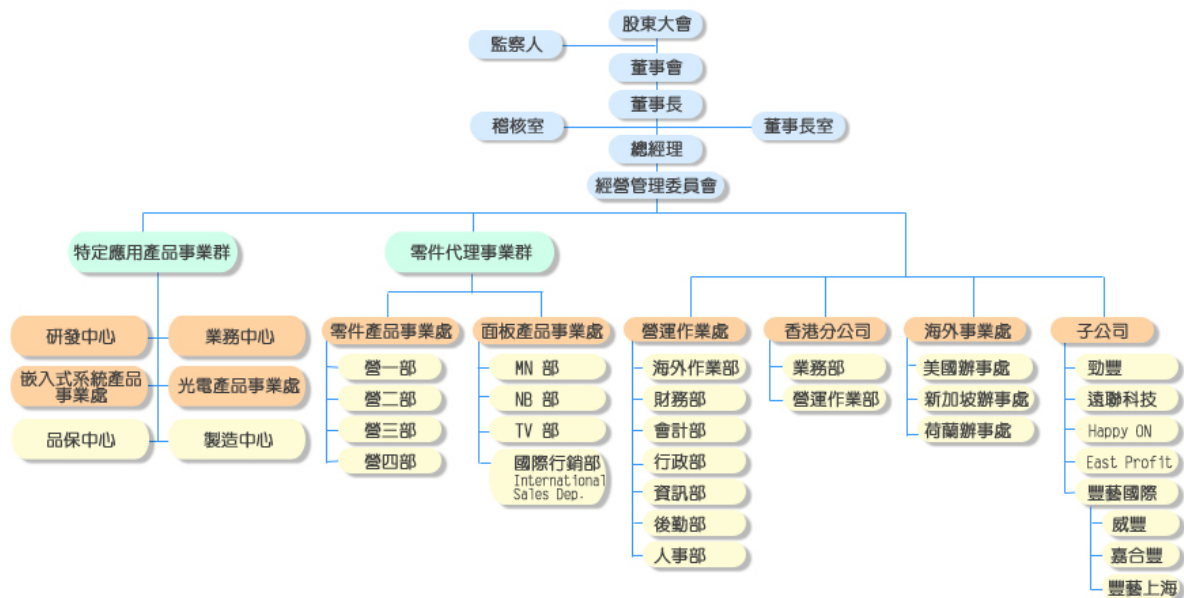 股東大會
監察人
董事會
董事長
稽核室
董事長室
總經理
經營管理委員會
特定應用產品事業群
零件代理事業群
研發中心
業務中心
嵌入式系統產品
事業處
光電產品事業處
品保中心
製造中心
零件產品事業處
營一部
營二部
營三部
營四部
面板產品事業處
MN 部
NB 部
TV 部
國際行銷部
International
Sales Dep.
營運作業處
海外作業部
財務部
會計部
行政部
資訊部
後勤部
人事部
香港分公司
業務部
營運作業部
海外事業處
美國辦事處
新加坡辦事處
荷蘭辦事處
子公司
勁豐
遠聯科技
Happy ON
East Profit
豐藝國際
威豐
嘉合豐
豐藝上海